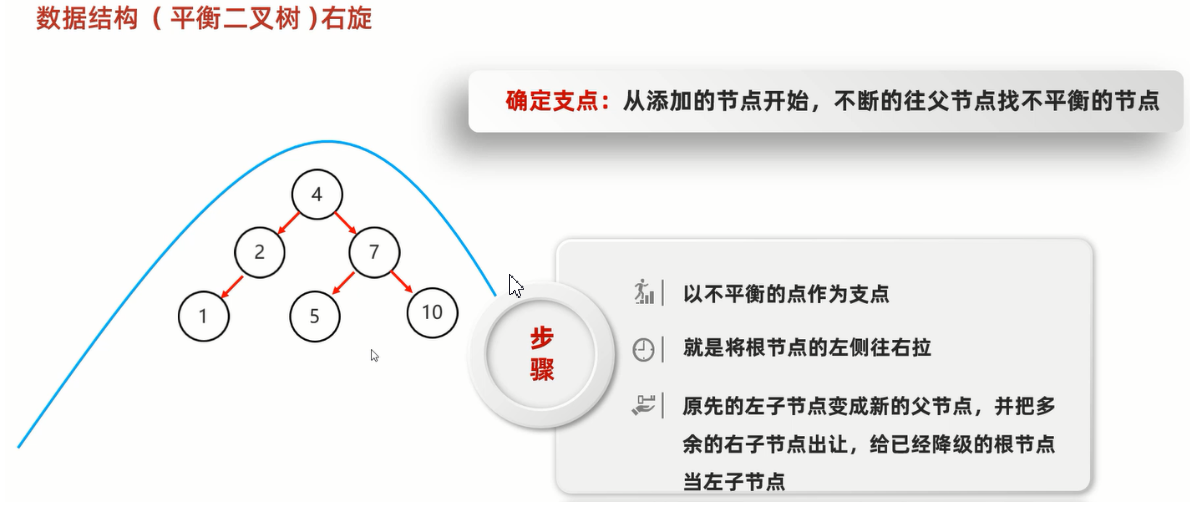 数据结构（平衡二叉树)右旋
确定支点：从添加的节点开始，不断的往父节点找不平衡的节点
4
2
7
1
5
10
步
骤
以不平衡的点作为支点
就是将根节点的左侧往右拉
原先的左子节点变成新的父节点，并把多
余的右子节点出让，给已经降级的根节点
当左子节点